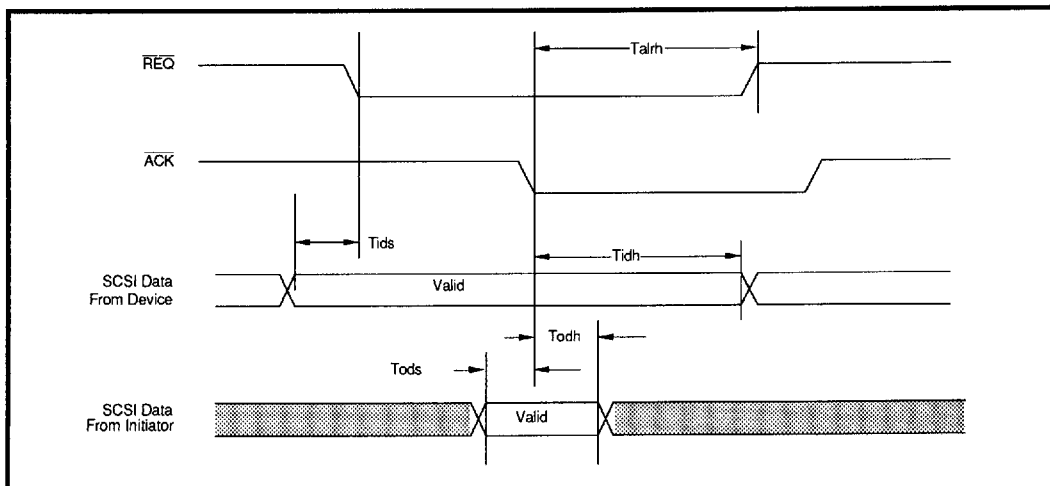 Talrh
REQ
ACK
Tids
Tidh
SCSI Data
From Device
Valid
Todh
Tods
SCSI Data
From Initiator
Valid